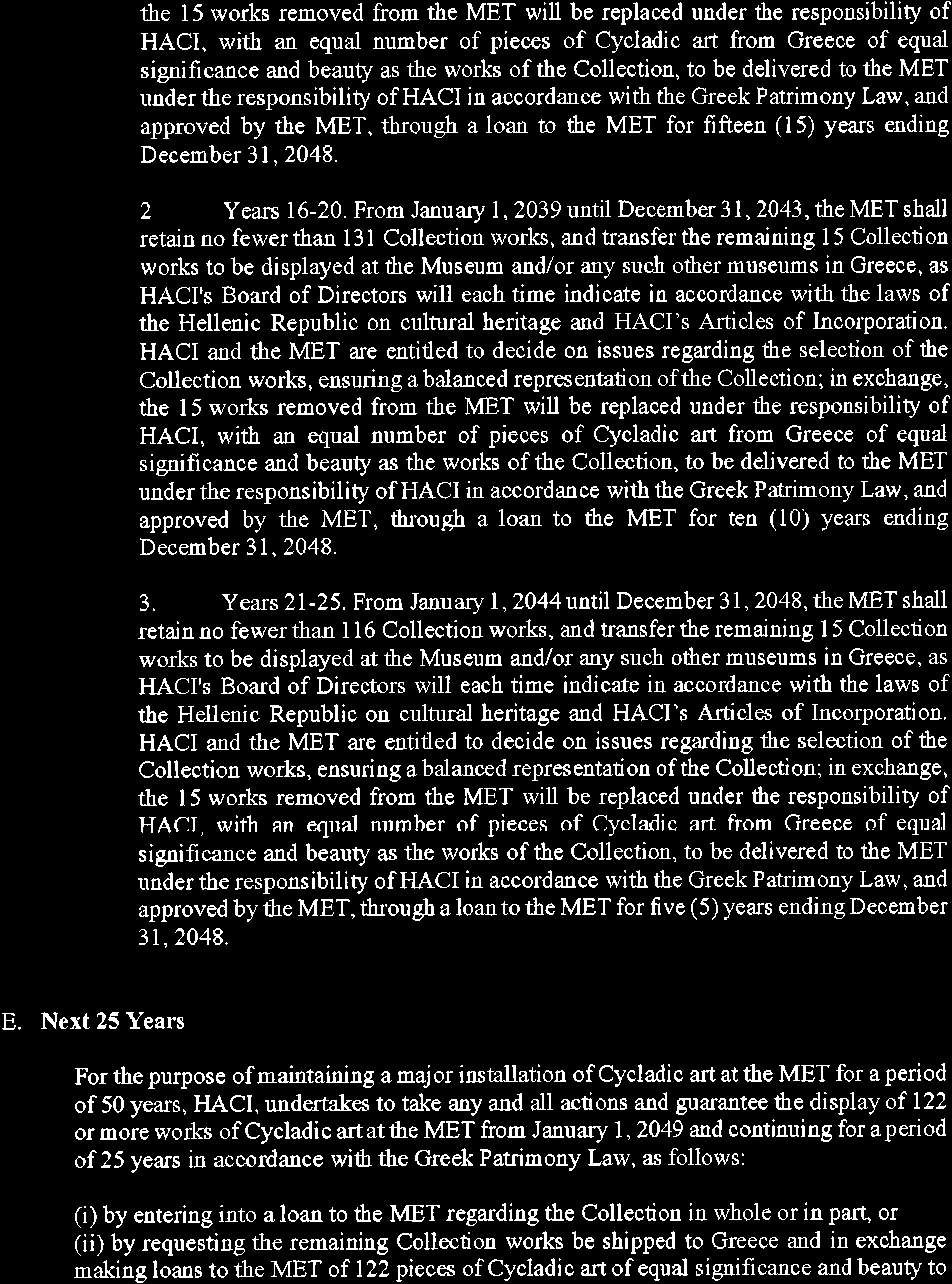 the 15 works removed from the MET will be replaced under the responsibility of
HACI, with an equal number of pieces of Cycladic art from Greece of equal
significance and beauty as the works of the Collection, to be delivered to the MET
under the responsibility of HACI in accordance with the Greek Patrimony Law, and
approved by the MET, through a loan to the MET for fifteen (15) years ending
December 31, 2048.
2 Years 16-20. From January 1, 2039 until December 31, 2043, the MET shall
retain no fewer than 131 Collection works, and transfer the remaining 15 Collection
works to be displayed at the Museum and/or any such other museums in Greece, as
HACI's Board of Directors will each time indicate in accordance with the laws of
the Hellenic Republic on cultural heritage and HACI's Articles of Incorporation.
HACI and the MET are entitled to decide on issues regarding the selection of the
Collection works, ensuring a balanced representation of the Collection; in exchange,
the 15 works removed from the MET will be replaced under the responsibility of
HACI, with an equal number of pieces of Cycladic art from Greece of equal
significance and beauty as the works of the Collection, to be delivered to the MET
under the responsibility of HACI in accordance with the Greek Patrimony Law, and
approved by the MET, through a loan to the MET for ten (10) years ending
December 31, 2048.
3. Years 21-25. From January 1, 2044 until December 31, 2048, the MET shall
retain no fewer than 116 Collection works, and transfer the remaining 15 Collection
works to be displayed at the Museum and/or any such other museums in Greece, as
HACI's Board of Directors will each time indicate in accordance with the laws of
the Hellenic Republic on cultural heritage and HACI's Articles of Incorporation.
HACI and the MET are entitled to decide on issues regarding the selection of the
Collection works, ensuring a balanced representation of the Collection; in exchange,
the 15 works removed from the MET will be replaced under the responsibility of
HACI, with an equal number of pieces of Cycladic art from Greece of equal
significance and beauty as the works of the Collection, to be delivered to the MET
under the responsibility of HACI in accordance with the Greek Patrimony Law, and
approved by the MET, through a loan to the MET for five (5) years ending December
31, 2048.
E. Next 25 Years
For the purpose of maintaining a major installation of Cycladic art at the MET for a period
of 50 years, HACI, undertakes to take any and all actions and guarantee the display of 122
or more works of Cycladic art at the MET from January 1, 2049 and continuing for a period
of 25 years in accordance with the Greek Patrimony Law, as follows:
(i) by entering into a loan to the MET regarding the Collection in whole or in part, or
(ii) by requesting the remaining Collection works be shipped to Greece and in exchange
making loans to the MET of 122 pieces of Cycladic art of equal significance and beauty to